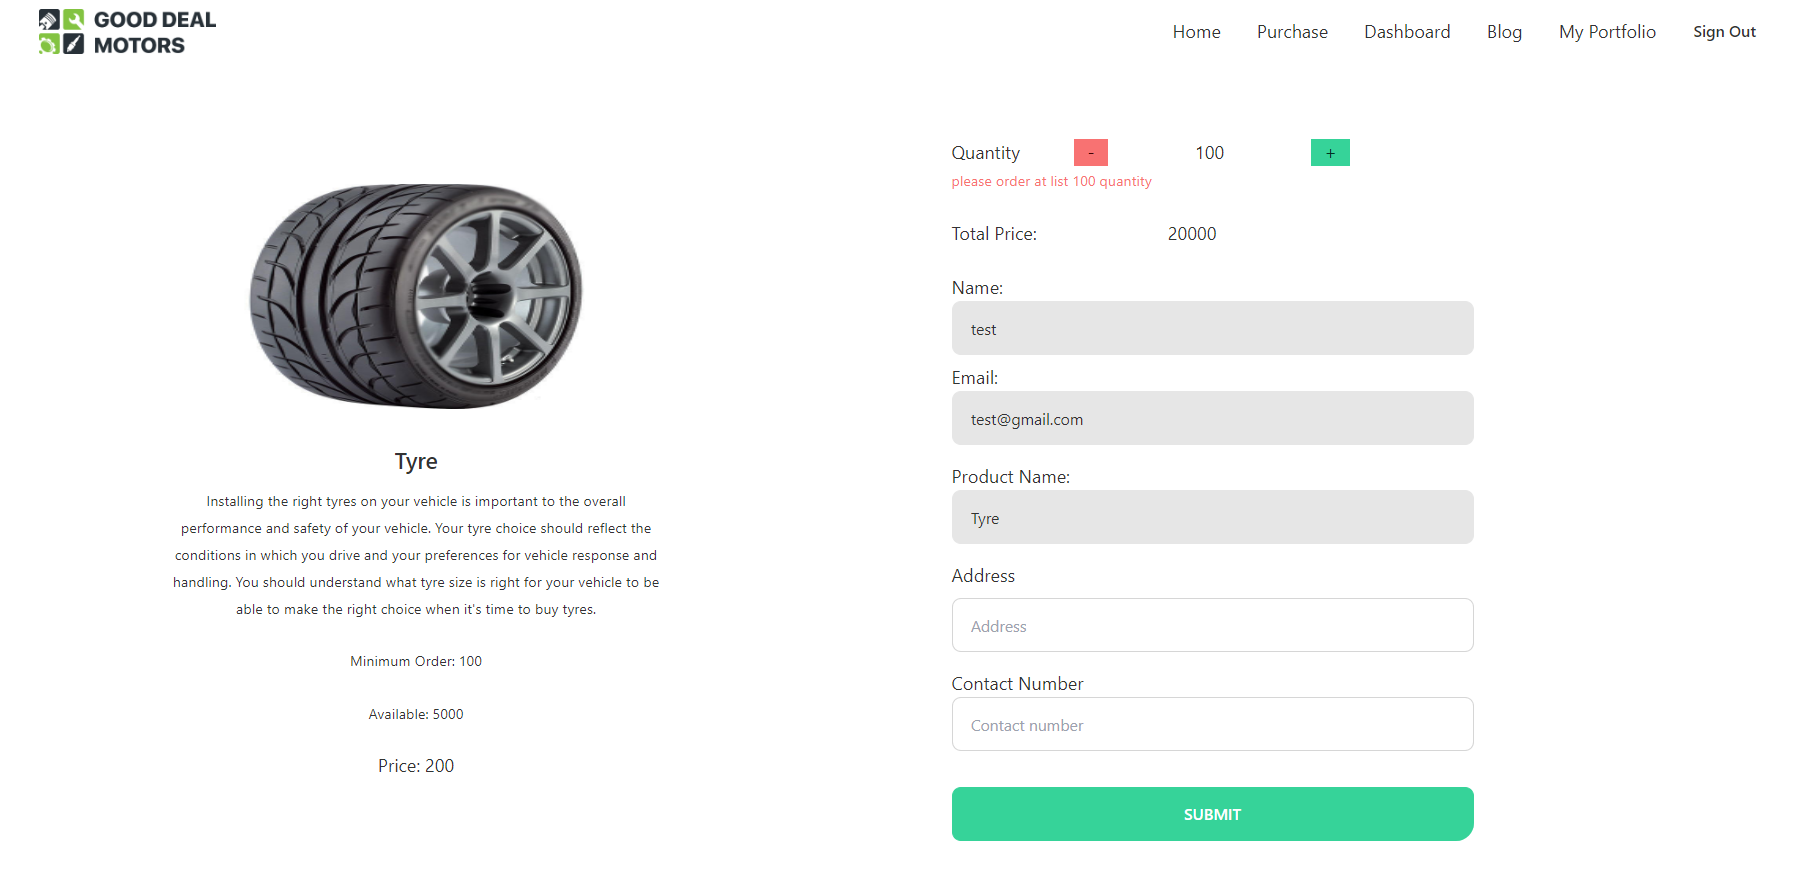 GOOD DEAL
MOTORS
Home Purchase Dashboard Blog My Portfolio Sign Out
Tyre
Installing the right tyres on your vehicle is important to the overall
performance and safety of your vehicle. Your tyre choice should reflect the
conditions in which you drive and your preferences for vehicle response and
handling. You should understand what tyre size is right for your vehicle to be
able to make the right choice when it's time to buy tyres.
Minimum Order: 100
Available: 5000
Price: 200
Quantity - 100 +
please order at list 100 quantity
Total Price: 20000
Name:
test
Email:
test@gmail.com
Product Name:
Tyre
Address
Address
Contact Number
Contact number
SUBMIT